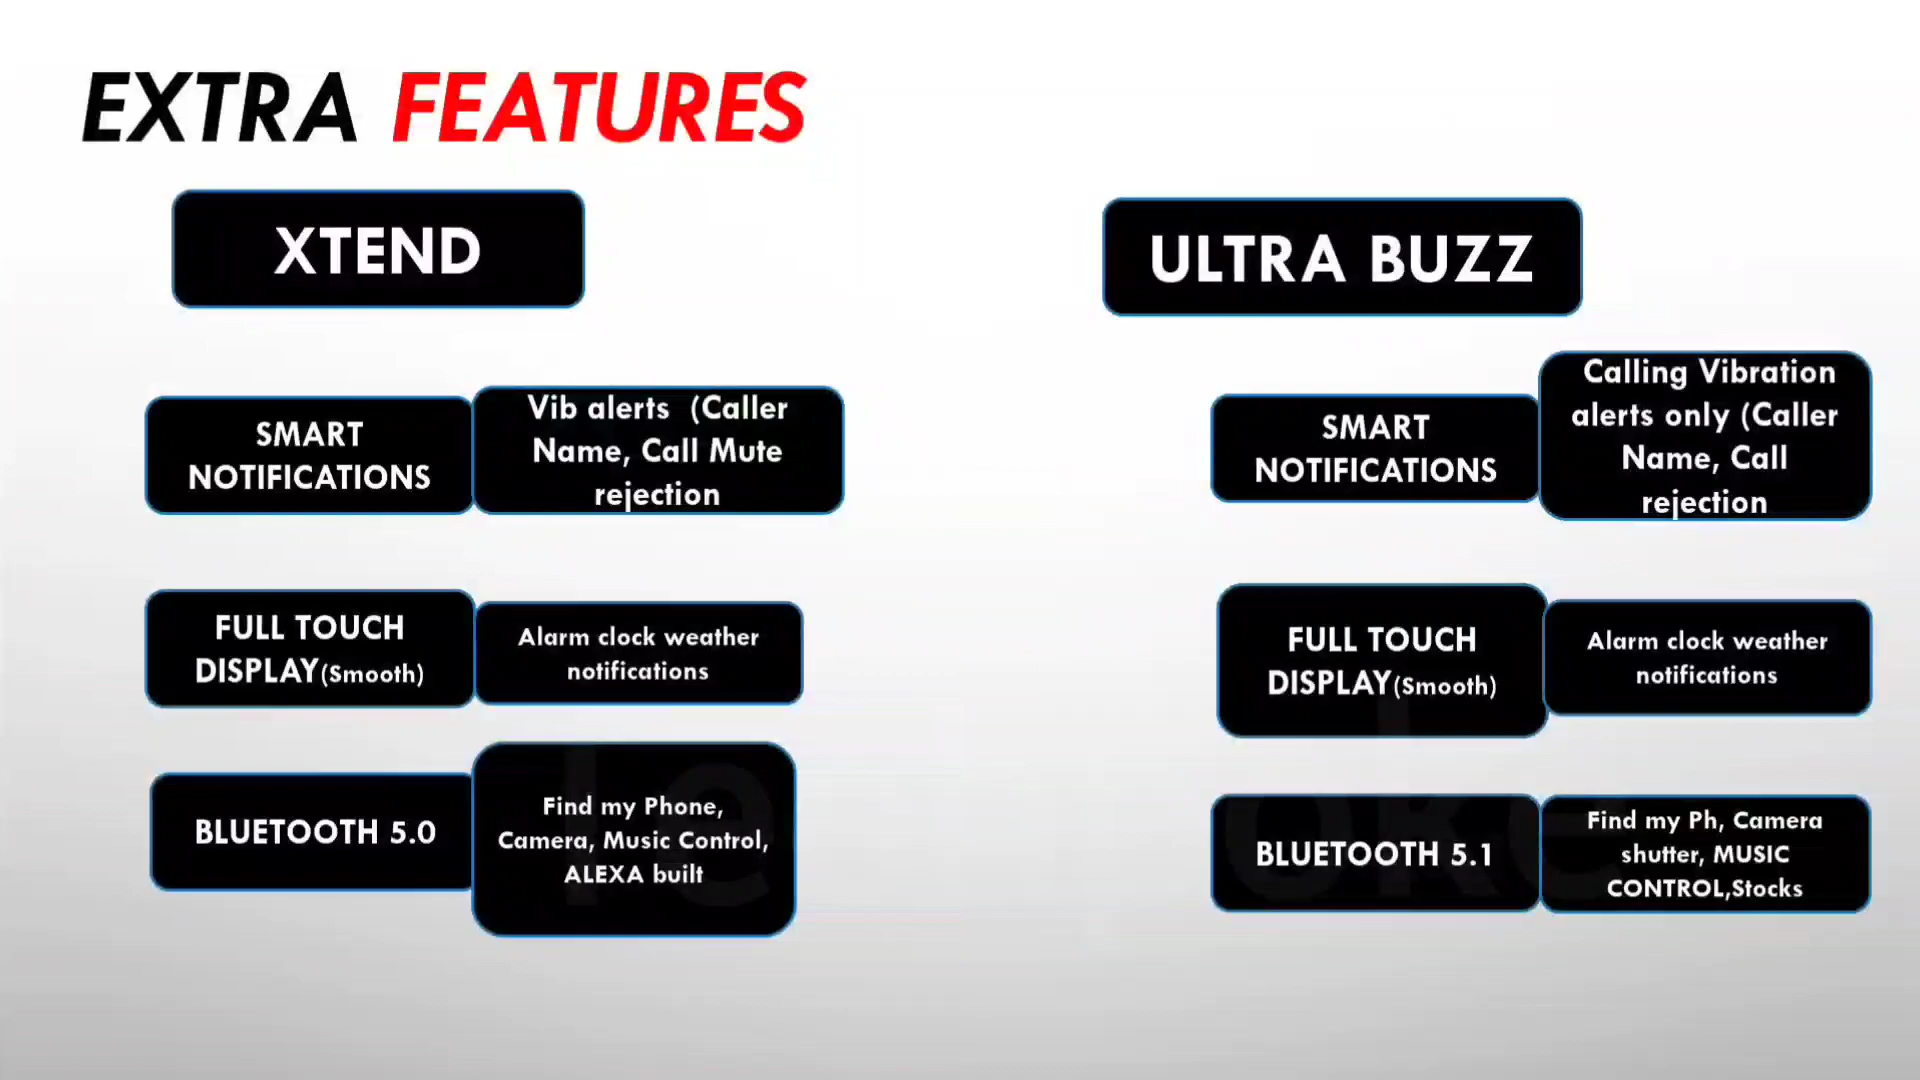 EXTRA FEATURES
XTEND
SMART
NOTIFICATIONS
Vib alerts (Caller
Name, Call Mute
rejection
FULL TOUCH
DISPLAY(Smooth)
Alarm clock weather
notifications
BLUETOOTH 5.0
Find my Phone,
Camera, Music Control,
ALEXA built
ULTRA BUZZ
SMART
NOTIFICATIONS
Calling Vibration
alerts only (Caller
Name, Call
rejection
FULL TOUCH
DISPLAY(Smooth)
Alarm clock weather
notifications
BLUETOOTH 5.1
Find my Ph, Camera
shutter, MUSIC
CONTROL,Stocks